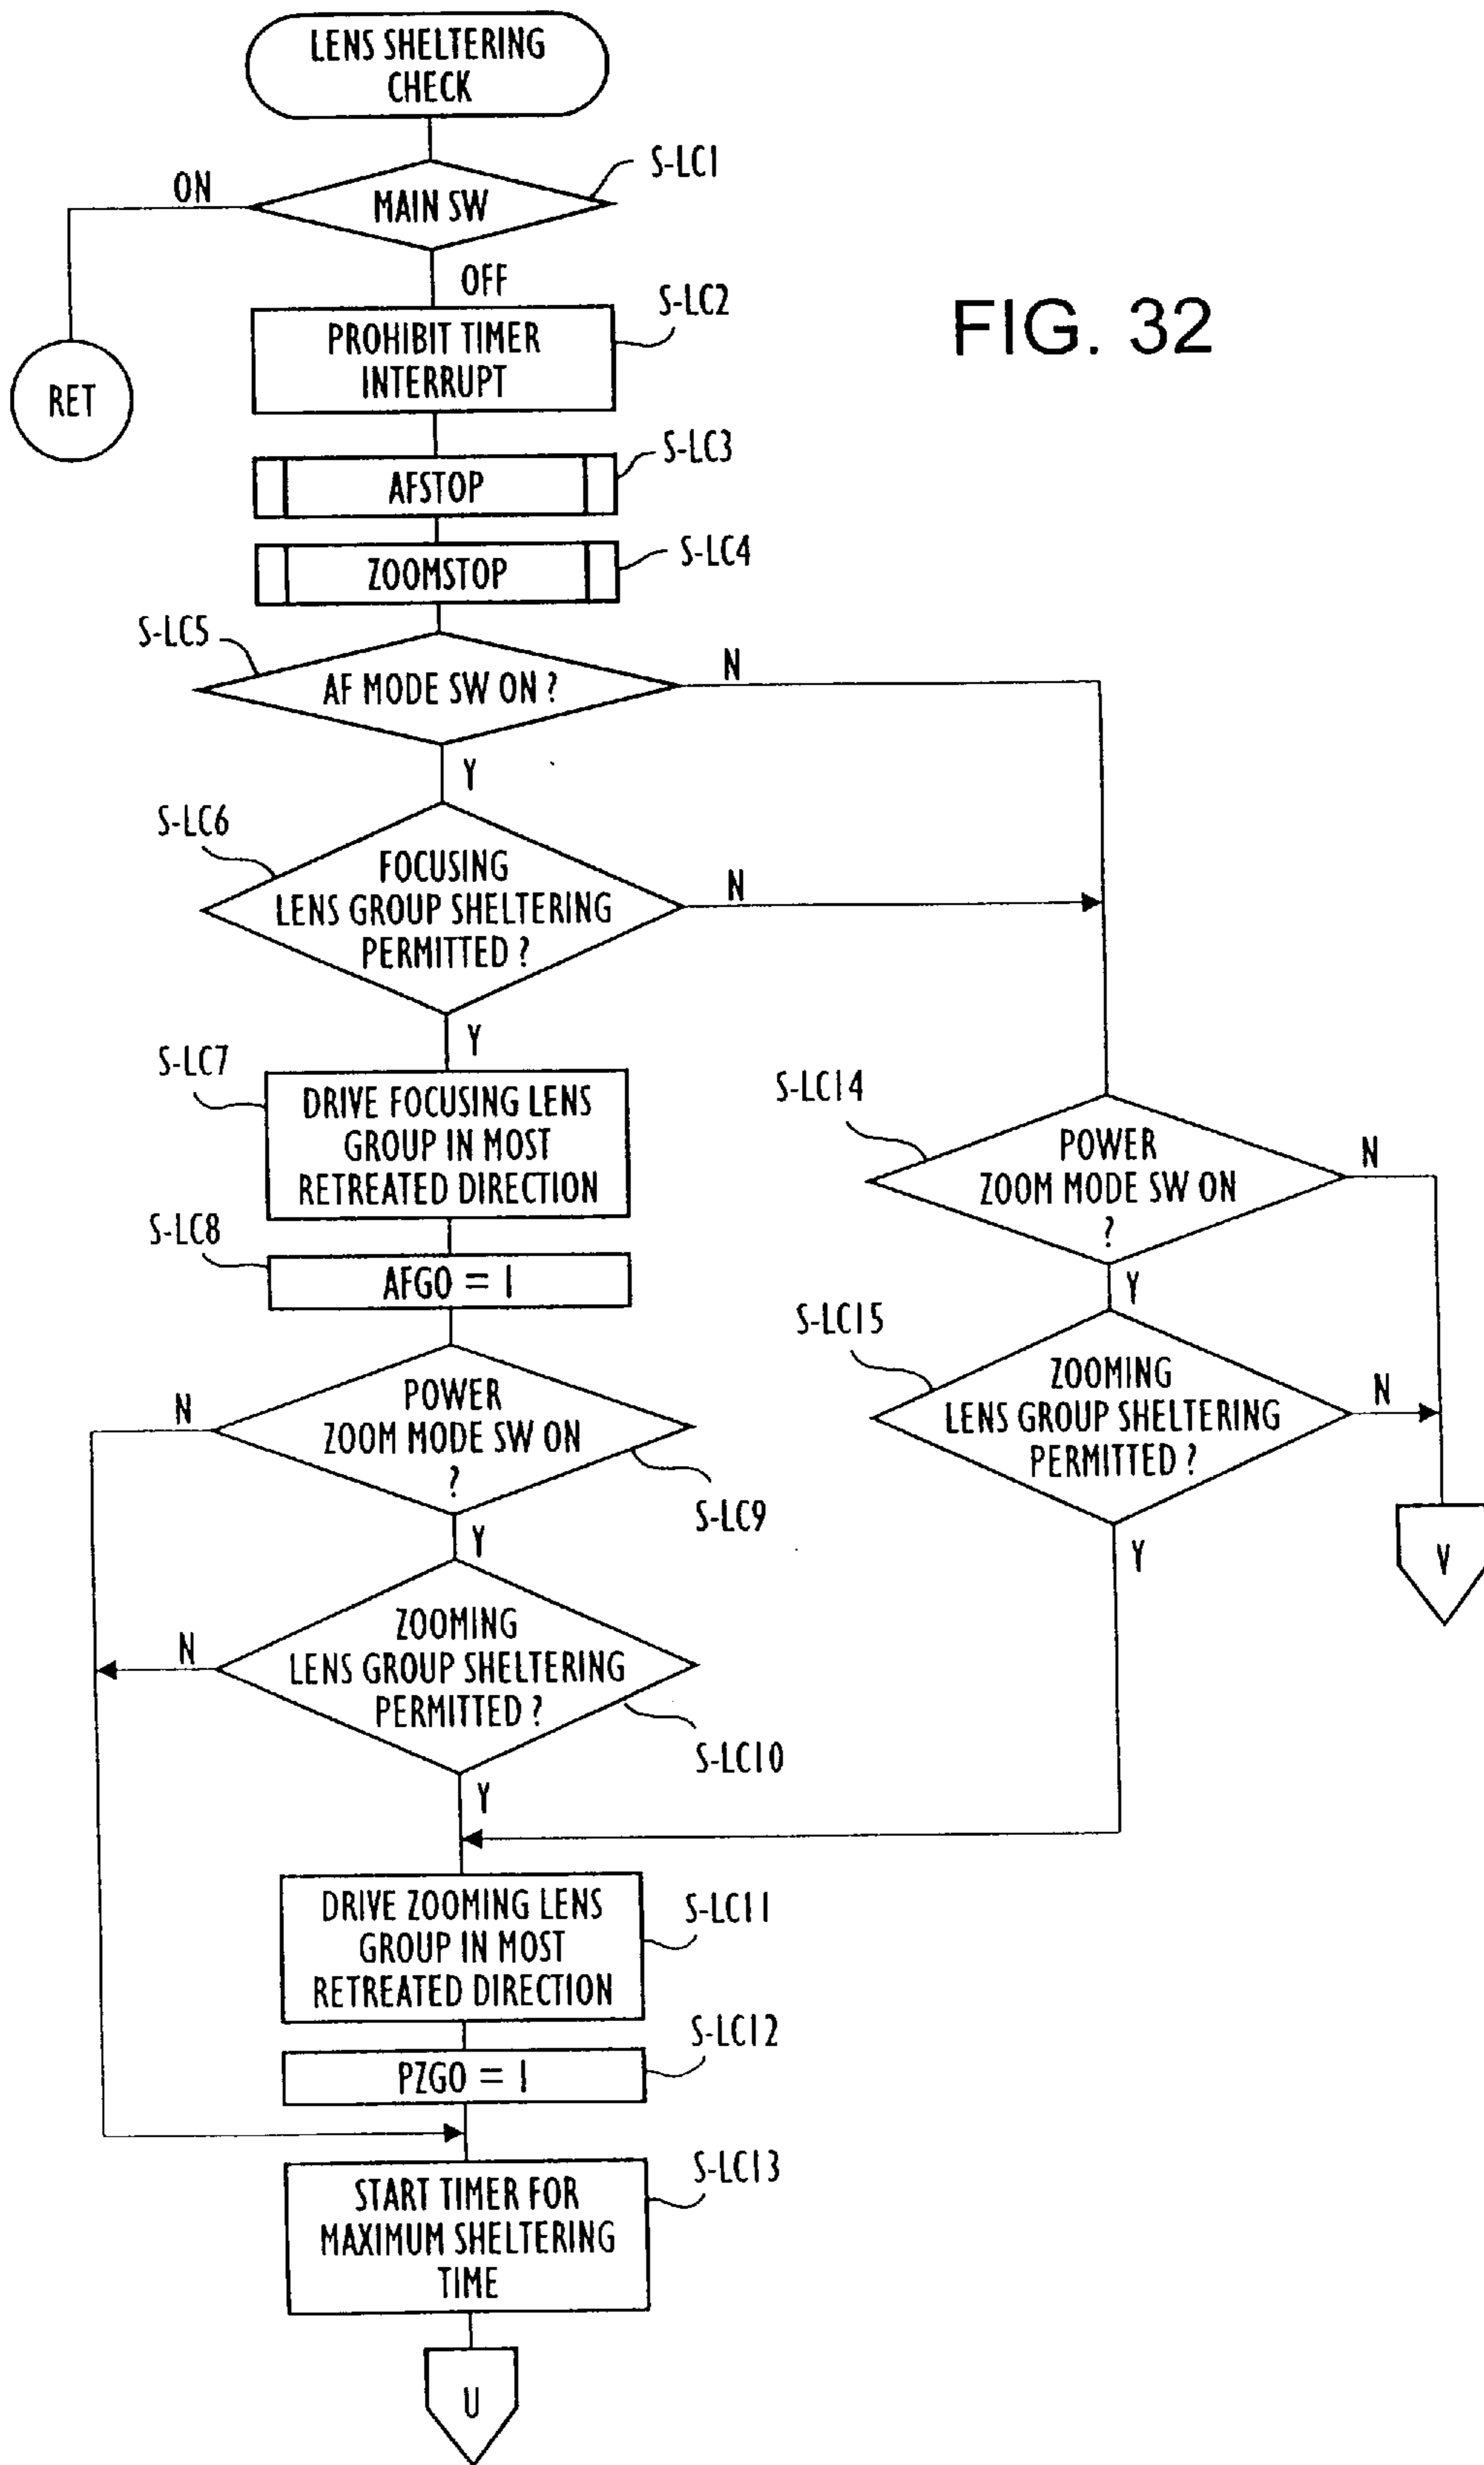 LENS SHELTERING
CHECK
S-LC1
ON
MAIN SW
OFF
S-LC2
PROHIBIT TIMER
INTERRUPT
FIG. 32
RET
S-LC3
AFSTOP
S-LC4
ZOOMSTOP
S-LC5
N
AF MODE SW ON ?
Y
S-LC6
FOCUSING
LENS GROUP SHELTERING
PERMITTED ?
N
Y
S-LC7
DRIVE FOCUSING LENS
GROUP IN MOST
RETREATED DIRECTION
S-LC14
POWER
ZOOM MODE SW ON
?
N
Y
S-LC8
AFGO = 1
S-LC15
ZOOMING
LENS GROUP SHELTERING
PERMITTED ?
N
Y
V
N
POWER
ZOOM MODE SW ON
?
S-LC9
Y
N
ZOOMING
LENS GROUP SHELTERING
PERMITTED ?
S-LC10
Y
DRIVE ZOOMING LENS
GROUP IN MOST
RETREATED DIRECTION
S-LC11
S-LC12
PZGO = 1
S-LC13
START TIMER FOR
MAXIMUM SHELTERING
TIME
U